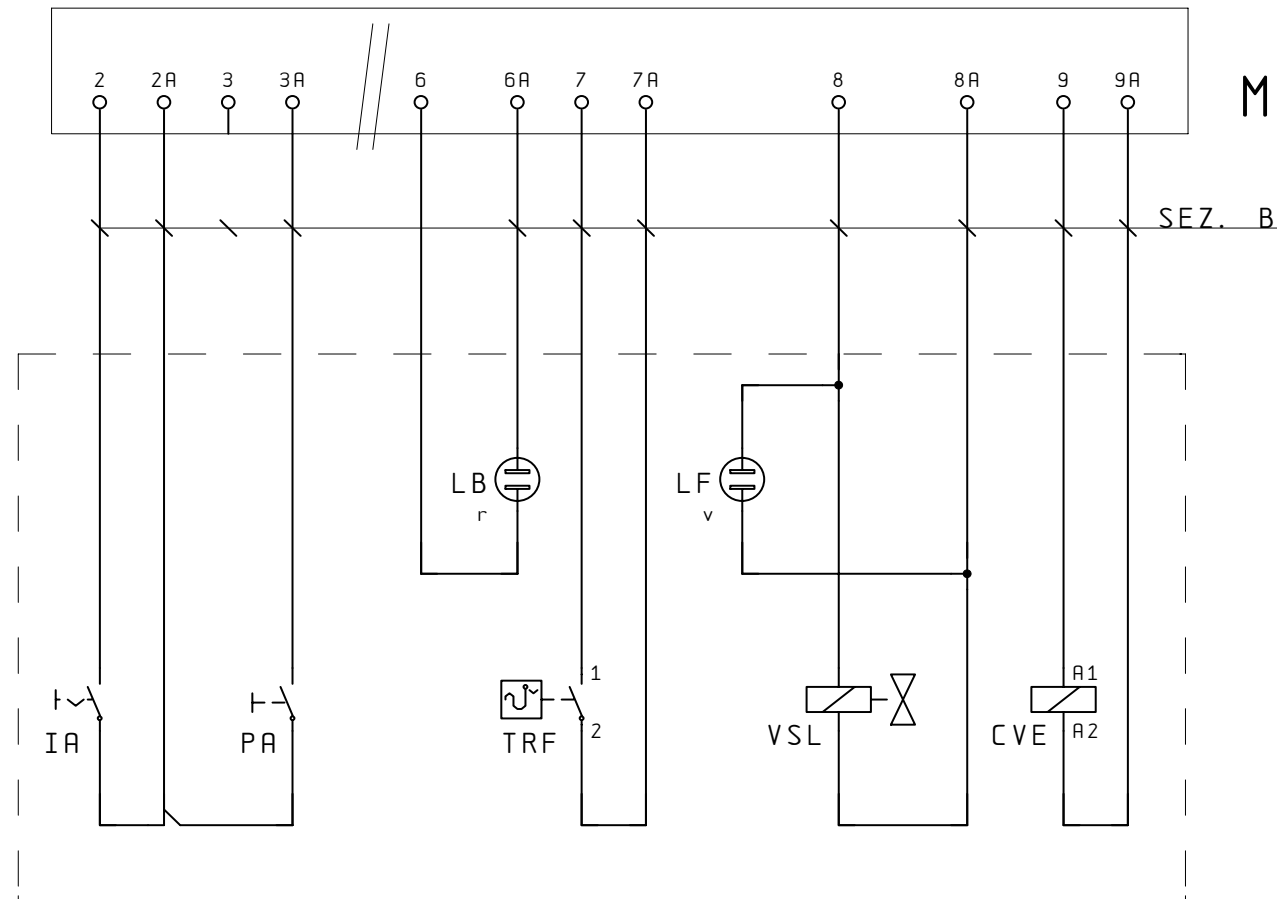 2 2A 3 3A 6 6A 7 7A 8 8A 9 9A
M
SEZ. B
LB LF
r v
1 A1
IA PA TRF 2 VSL CVE A2